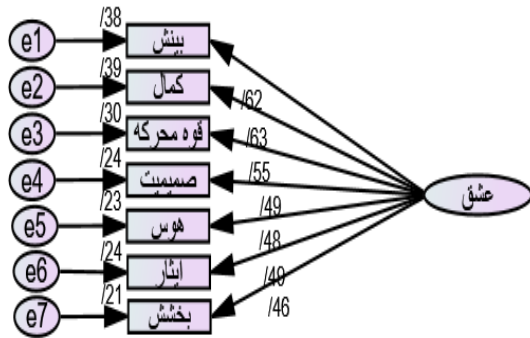 /38
e1 بینش
/39
e2 کمال /62
/30
e3 قوه محرکه /63
/24
e4 صمیمیت /55
عشق
/23
e5 هوس /49
/24
e6 ایثار /48
/49
/21
e7 بخشش /46